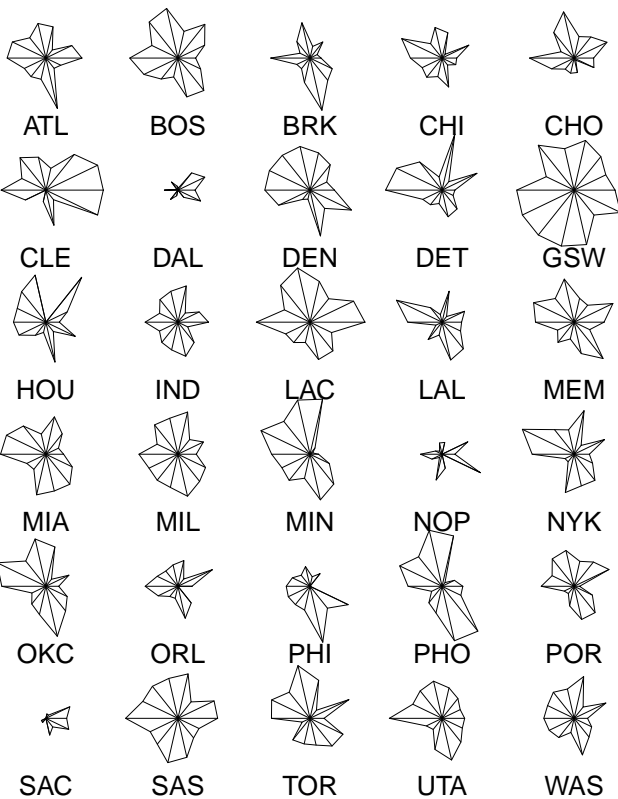 ATL BOS BRK CHI CHO
CLE DAL DEN DET GSW
HOU IND LAC LAL MEM
MIA MIL MIN NOP NYK
OKC ORL PHI PHO POR
SAC SAS TOR UTA WAS